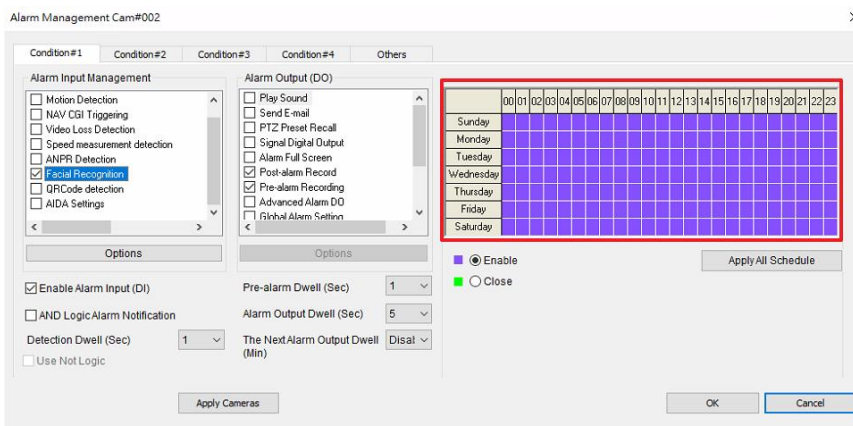 Alarm Management Cam#002
Condition#1 Condition#2 Condition#3 Condition#4 Others
Alarm Input Management
Motion Detection
NAV CGI Triggering
Video Loss Detection
Speed measurement detection
ANPR Detection
Facial Recognition
QRCode detection
AIDA Settings
Options
Enable Alarm Input (DI)
AND Logic Alarm Notification
Detection Dwell (Sec) 1
Use Not Logic
Alarm Output (DO)
Play Sound
Send E-mail
PTZ Preset Recall
Signal Digital Output
Alarm Full Screen
Post-alarm Record
Pre-alarm Recording
Advanced Alarm DO
Global Alarm Setting
Options
Pre-alarm Dwell (Sec) 1
Alarm Output Dwell (Sec) 5
The Next Alarm Output Dwell Disal
(Min)
00 01 02 03 04 05 06 07 08 09 10 11 12 13 14 15 16 17 18 19 20 21 22 23
Sunday
Monday
Tuesday
Wednesday
Thursday
Friday
Saturday
Enable
Close
Apply All Schedule
Apply Cameras
OK
Cancel